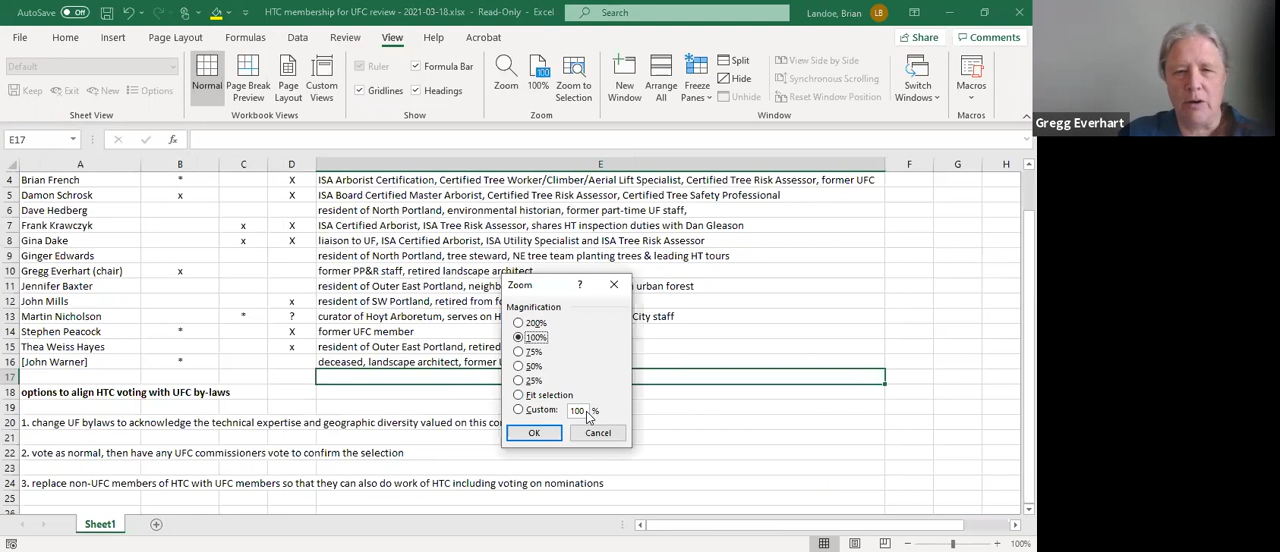 AutoSave Off HTC membership for UFC review - 2021-03-18.xlsx - Read-Only - Excel Search Landoe, Brian LB
File Home Insert Page Layout Formulas Data Review View Help Acrobat Share Comments
Default Ruler Formula Bar Split View Side by Side
Keep Exit New Options Gridlines Headings Hide Synchronous Scrolling
Normal Page Break Preview Page Layout Custom Views Zoom 100% Zoom to Selection New Window Arrange All Freeze Panes Unhide Reset Window Position Switch Windows Macros
Sheet View Workbook Views Show Zoom Window Macros
Gregg Everhart
E17 fx
A B C D E F G H
4 Brian French * X ISA Arborist Certification, Certified Tree Worker/Climber/Aerial Lift Specialist, Certified Tree Risk Assessor, former UFC
5 Damon Schrosk x X ISA Board Certified Master Arborist, Certified Tree Risk Assessor, Certified Tree Safety Professional
6 Dave Hedberg resident of North Portland, environmental historian, former part-time UF staff,
7 Frank Krawczyk x X ISA Certified Arborist, ISA Tree Risk Assessor, shares HT inspection duties with Dan Gleason
8 Gina Dake x X liaison to UF, ISA Certified Arborist, ISA Utility Specialist and ISA Tree Risk Assessor
9 Ginger Edwards resident of North Portland, tree steward, NE tree team planting trees & leading HT tours
10 Gregg Everhart (chair) x former PP&R staff, retired landscape architect
11 Jennifer Baxter resident of Outer East Portland, urban forest
12 John Mills x resident of SW Portland, retired from
13 Martin Nicholson * ? curator of Hoyt Arboretum, serves on City staff
14 Stephen Peacock * X former UFC member
15 Thea Weiss Hayes x resident of Outer East Portland, retired
16 [John Warner] * deceased, landscape architect, former
17
18 options to align HTC voting with UFC by-laws
19
20 1. change UF bylaws to acknowledge the technical expertise and geographic diversity valued on this
21
22 2. vote as normal, then have any UFC commissioners vote to confirm the selection
23
24 3. replace non-UFC members of HTC with UFC members so that they can also do work of HTC including voting on nominations
25
26
Zoom ? ×
Magnification
200%
100%
75%
50%
25%
Fit selection
Custom: 100 %
OK Cancel
Sheet1
100%